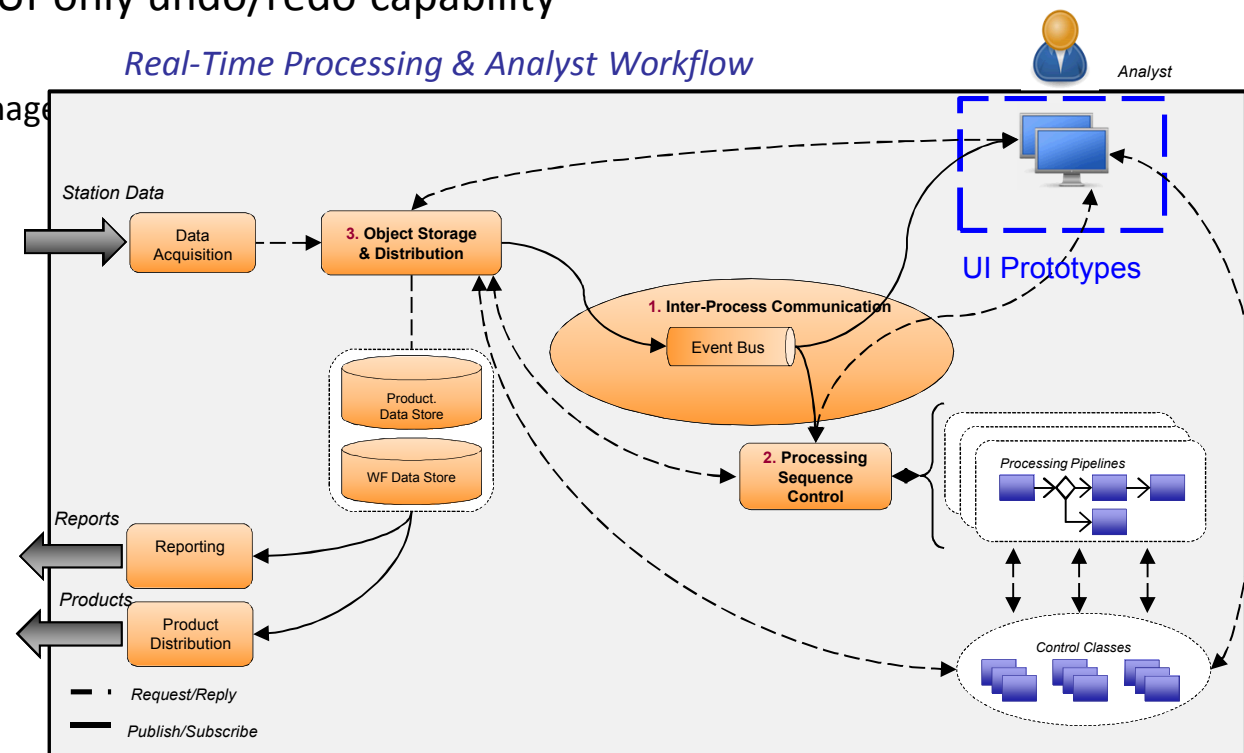 UI only undo/redo capability
Real-Time Processing & Analyst Workflow
Analyst
Station Data
Data
Acquisition
3. Object Storage
& Distribution
UI Prototypes
1. Inter-Process Communication
Event Bus
Product.
Data Store
WF Data Store
2. Processing
Sequence
Control
Processing Pipelines
Reports
Reporting
Products
Product
Distribution
Control Classes
Request/Reply
Publish/Subscribe